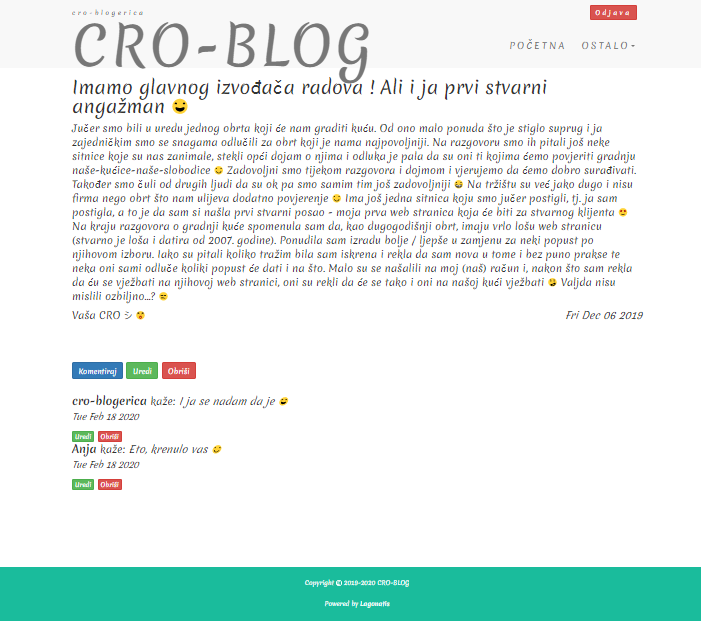 cro-blogerica
Odjava
CRO-BLOG
POČETNA OSTALO
Imamo glavnog izvođača radova ! Ali i ja prvi stvarni
angažman 😀
Jučer smo bili u uredu jednog obrta koji će nam graditi kuću. Od ono malo ponuda što je stiglo suprug i ja
zajedničkim smo se snagama odlučili za obrt koji je nama najpovoljniji. Na razgovoru smo ih pitali još neke
sitnice koje su nas zanimale, stekli opći dojam o njima i odluka je pala da su oni ti kojima ćemo povjeriti gradnju
naše-kućice-naše-slobodice 😊 Zadovoljni smo tijekom razgovora i dojmom i vjerujemo da ćemo dobro surađivati.
Također smo čuli od drugih ljudi da su ok pa smo samim tim još zadovoljniji 😄 Na tržištu su već jako dugo i nisu
firma nego obrt što nam ulijeva dodatno povjerenje 😊 Ima još jedna sitnica koju smo jučer postigli, tj. ja sam
postigla, a to je da sam si našla prvi stvarni posao - moja prva web stranica koja će biti za stvarnog klijenta 😍
Na kraju razgovora o gradnji kuće spomenula sam da, kao dugogodišnji obrt, imaju vrlo lošu web stranicu
(stvarno je loša i datira od 2007. godine). Ponudila sam izradu bolje / ljepše u zamjenu za neki popust po
njihovom izboru. Iako su pitali koliko tražim bila sam iskrena i rekla da sam nova u tome i bez puno prakse te
neka oni sami odluče koliki popust će dati i na što. Malo su se našalili na moj (naš) račun i, nakon što sam rekla
da ću se vježbati na njihovoj web stranici, oni su rekli da će se tako i oni na našoj kući vježbati 😅 Valjda nisu
mislili ozbiljno...? 😑
Vaša CRO シ 😘 Fri Dec 06 2019
Komentiraj Uredi Obriši
cro-blogerica kaže: I ja se nadam da je 😅
Tue Feb 18 2020
Uredi Obriši
Anja kaže: Eto, krenulo vas 😉
Tue Feb 18 2020
Uredi Obriši
Copyright © 2019-2020 CRO-BLOG
Powered by Lagonotis